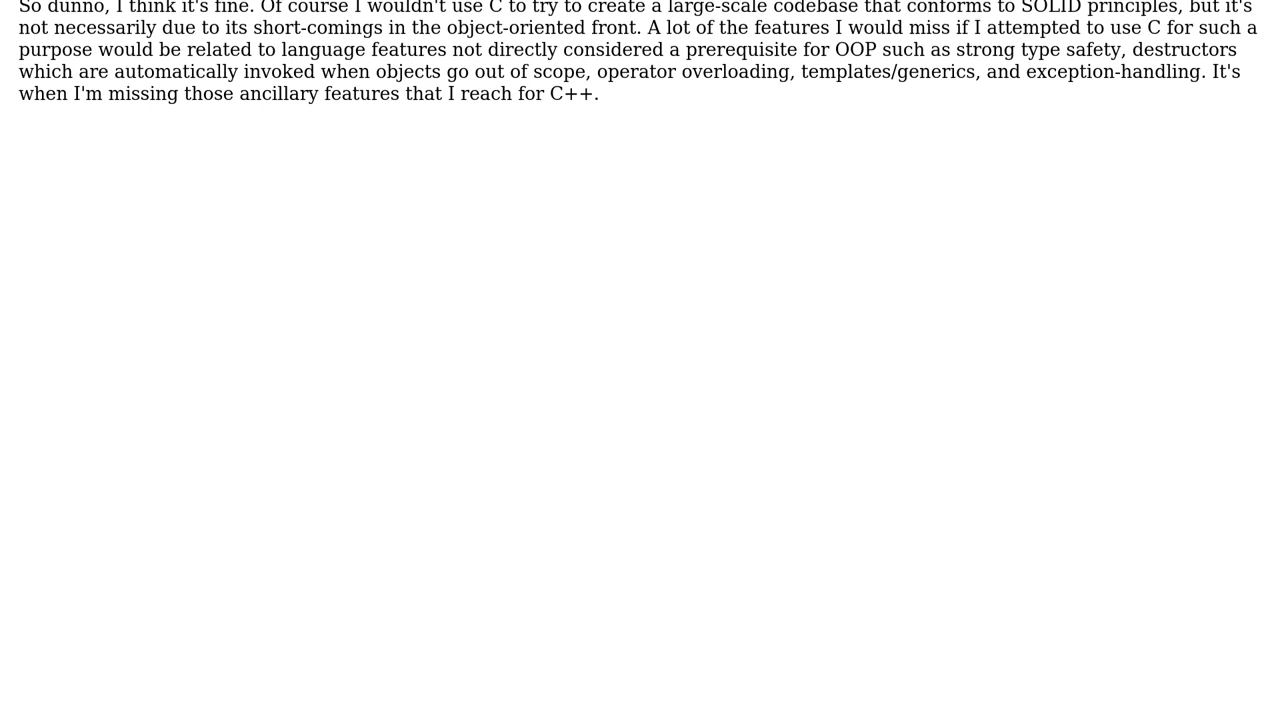 So dunno, I think it's fine. Of course I wouldn't use C to try to create a large-scale codebase that conforms to SOLID principles, but it's
not necessarily due to its short-comings in the object-oriented front. A lot of the features I would miss if I attempted to use C for such a
purpose would be related to language features not directly considered a prerequisite for OOP such as strong type safety, destructors
which are automatically invoked when objects go out of scope, operator overloading, templates/generics, and exception-handling. It's
when I'm missing those ancillary features that I reach for C++.